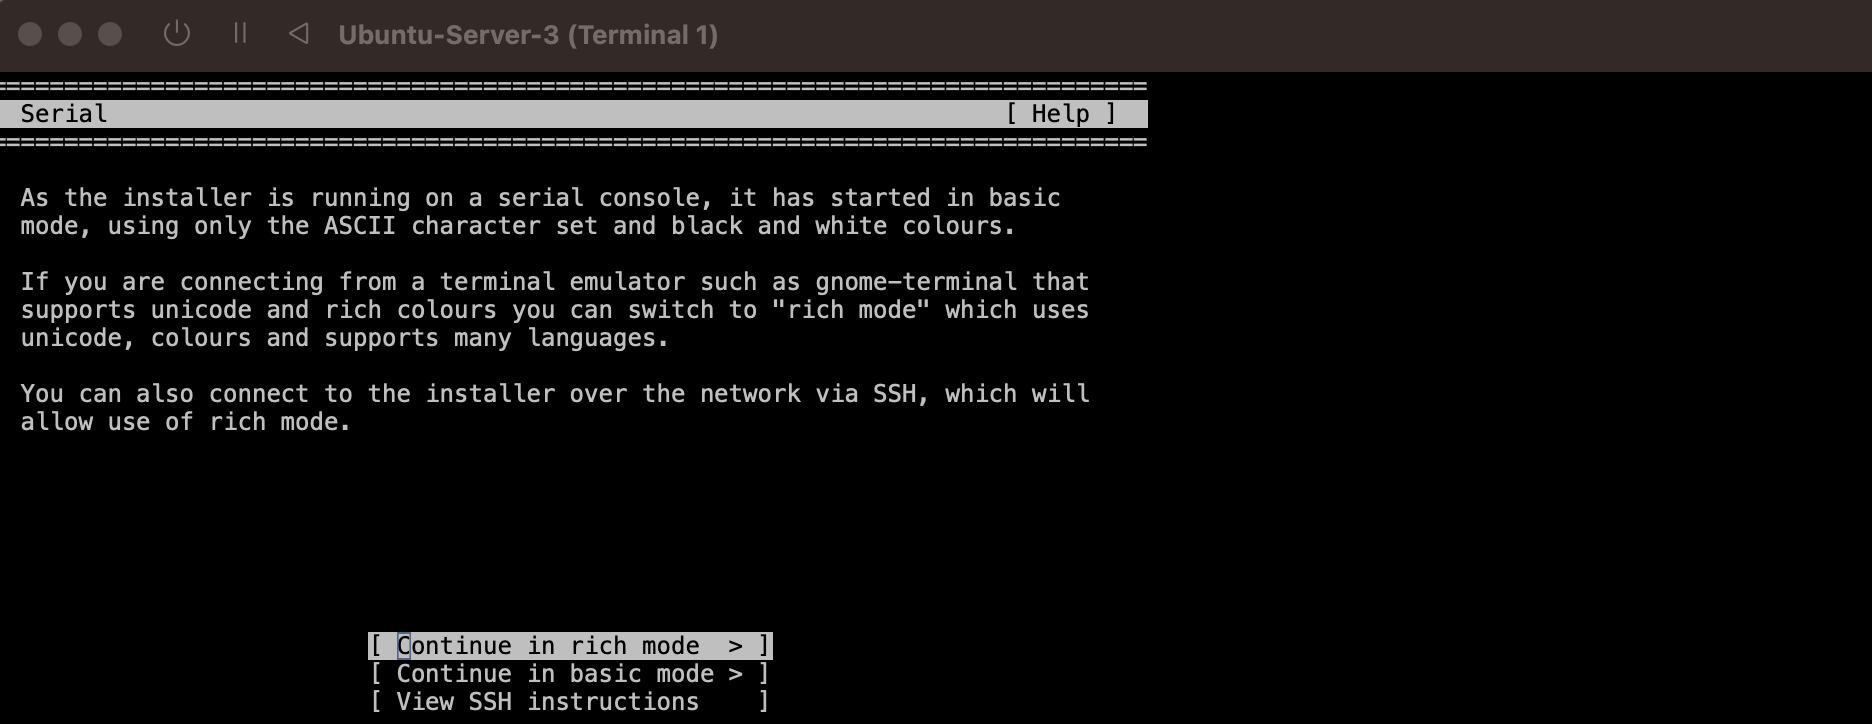 Ubuntu-Server-3 (Terminal 1)
================================================================================
Serial [ Help ]
================================================================================
As the installer is running on a serial console, it has started in basic
mode, using only the ASCII character set and black and white colours.
If you are connecting from a terminal emulator such as gnome-terminal that
supports unicode and rich colours you can switch to "rich mode" which uses
unicode, colours and supports many languages.
You can also connect to the installer over the network via SSH, which will
allow use of rich mode.
[ Continue in rich mode  > ]
[ Continue in basic mode > ]
[ View SSH instructions    ]